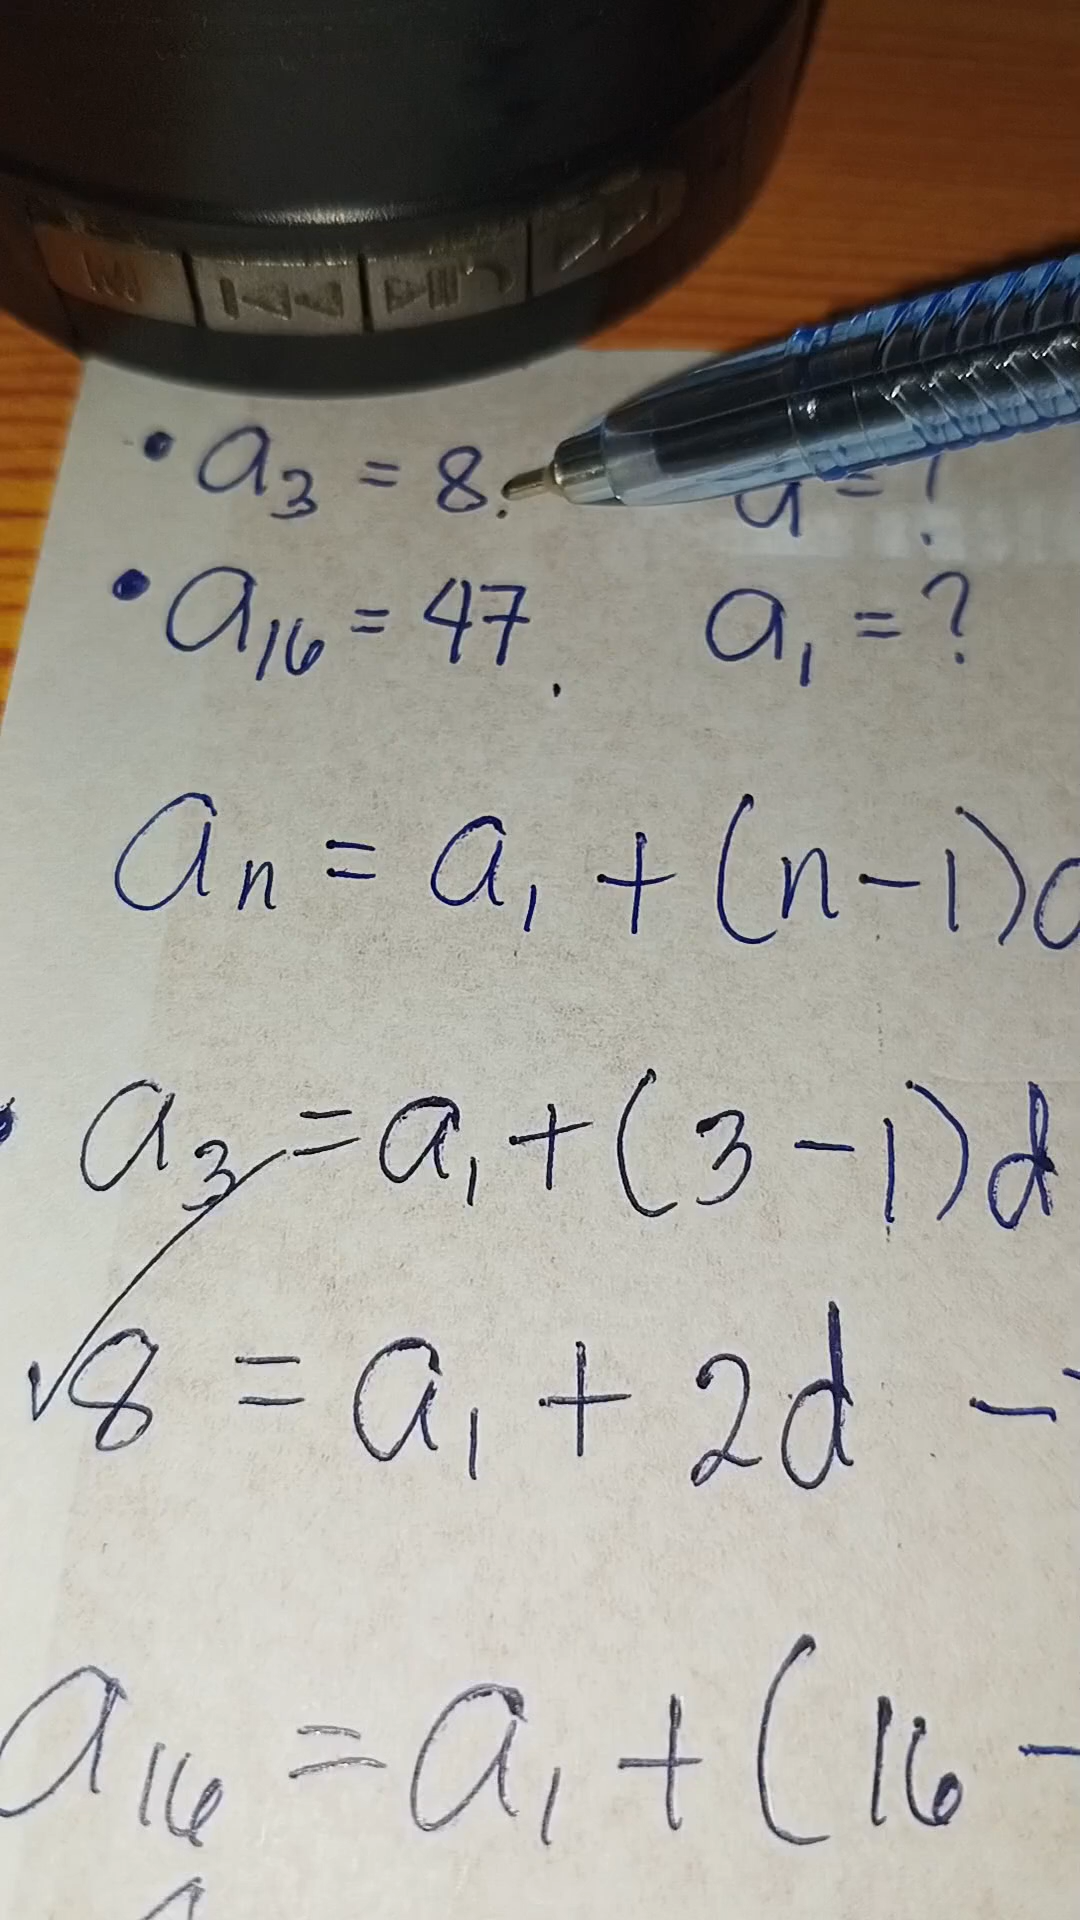 • a₃ = 8. = ?
• a₁₆ = 47 a₁ = ?
aₙ = a₁ + (n-1)
• a₃ = a₁ + (3-1)d
8 = a₁ + 2d -
a₁₆ = a₁ + (16 -